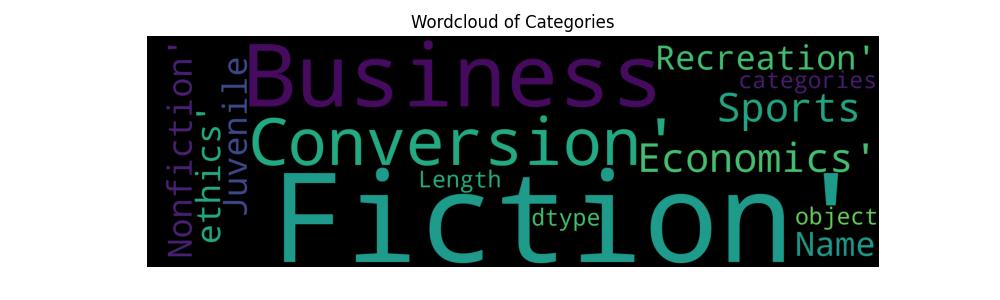 Wordcloud of Categories
Nonfiction'
ethics'
Juvenile
Business
Recreation'
categories
Sports
Conversion'
Economics'
Length
Fiction'
dtype
object
Name